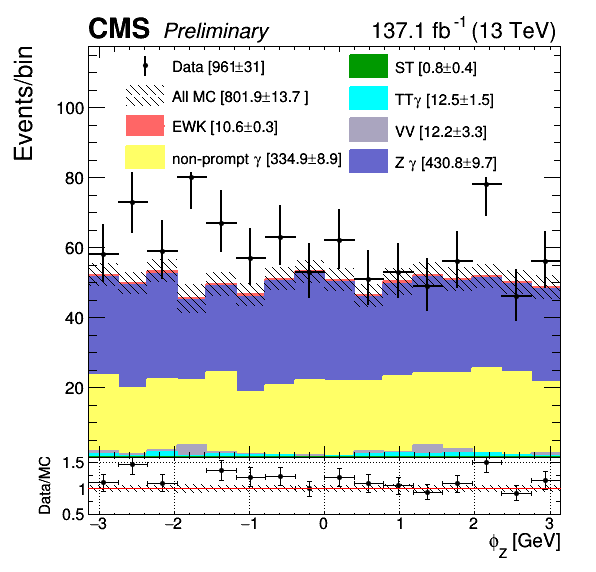 CMS Preliminary 137.1 fb⁻¹ (13 TeV)
Events/bin
Data [961±31]
All MC [801.9±13.7 ]
EWK [10.6±0.3]
non-prompt γ [334.9±8.9]
ST [0.8±0.4]
TTγ [12.5±1.5]
VV [12.2±3.3]
Z γ [430.8±9.7]
100
80
60
40
20
Data/MC
1.5
1
0.5
−3 −2 −1 0 1 2 3
ϕ_Z [GeV]